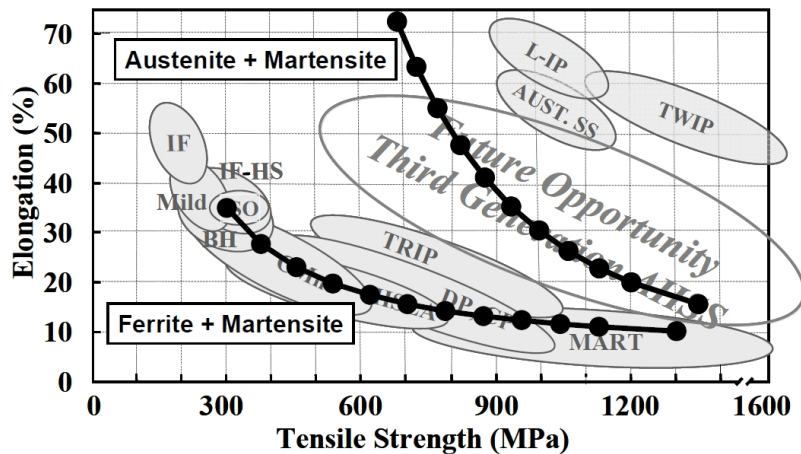 70
60
50
40
30
20
10
0
Elongation (%)
Austenite + Martensite
Ferrite + Martensite
L-IP
AUST. SS
TWIP
IF
IF-HS
Mild
BH
TRIP
Future Opportunity
Third Generation AHSS
MART
0 300 600 900 1200 1600
Tensile Strength (MPa)